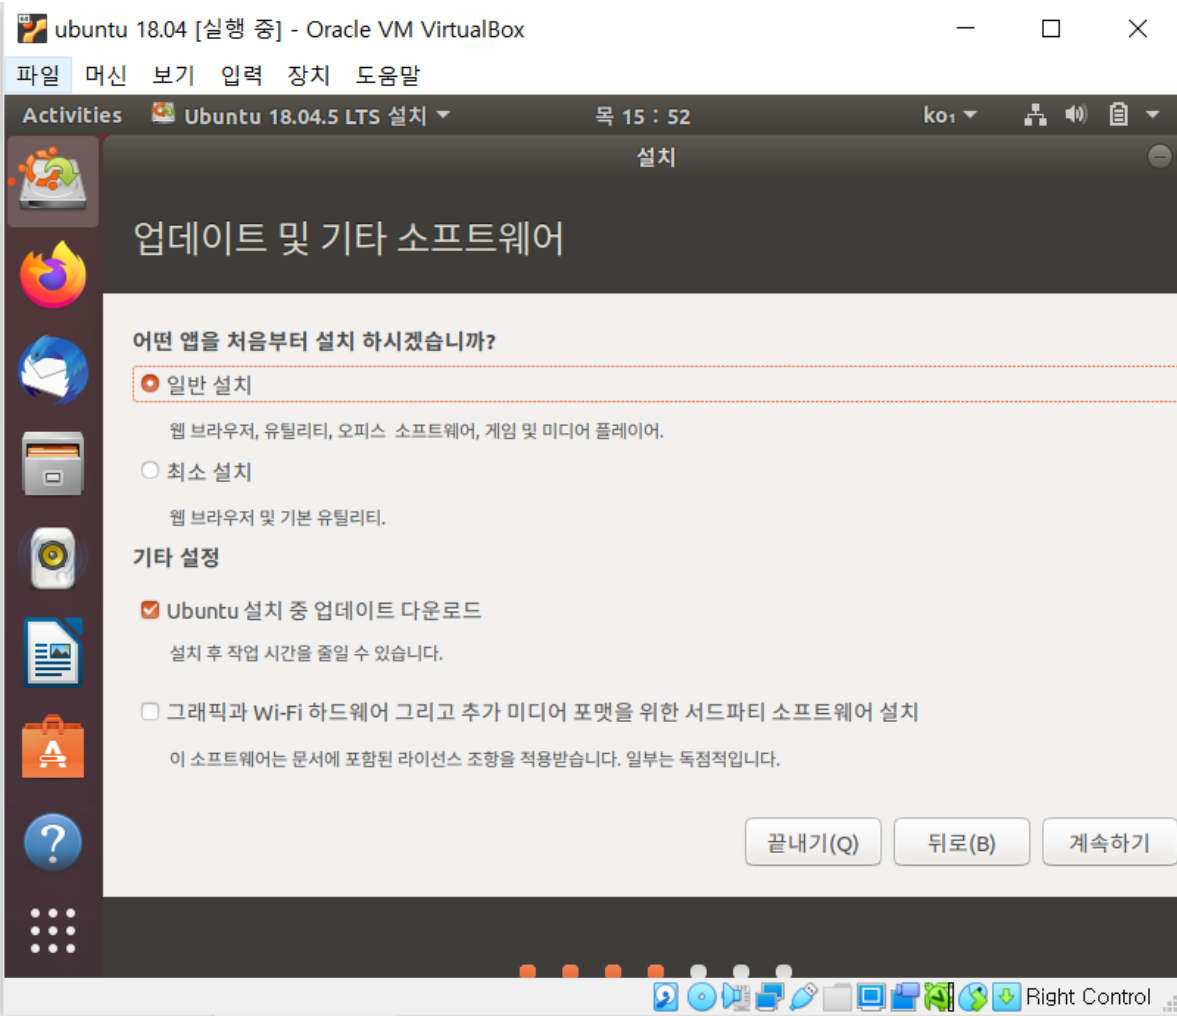 ubuntu 18.04 [실행 중] - Oracle VM VirtualBox
파일 머신 보기 입력 장치 도움말
Activities Ubuntu 18.04.5 LTS 설치 목 15 : 52 ko₁
설치
업데이트 및 기타 소프트웨어
어떤 앱을 처음부터 설치 하시겠습니까?
일반 설치
웹 브라우저, 유틸리티, 오피스 소프트웨어, 게임 및 미디어 플레이어.
최소 설치
웹 브라우저 및 기본 유틸리티.
기타 설정
Ubuntu 설치 중 업데이트 다운로드
설치 후 작업 시간을 줄일 수 있습니다.
그래픽과 Wi-Fi 하드웨어 그리고 추가 미디어 포맷을 위한 서드파티 소프트웨어 설치
이 소프트웨어는 문서에 포함된 라이선스 조항을 적용받습니다. 일부는 독점적입니다.
끝내기(Q) 뒤로(B) 계속하기
Right Control